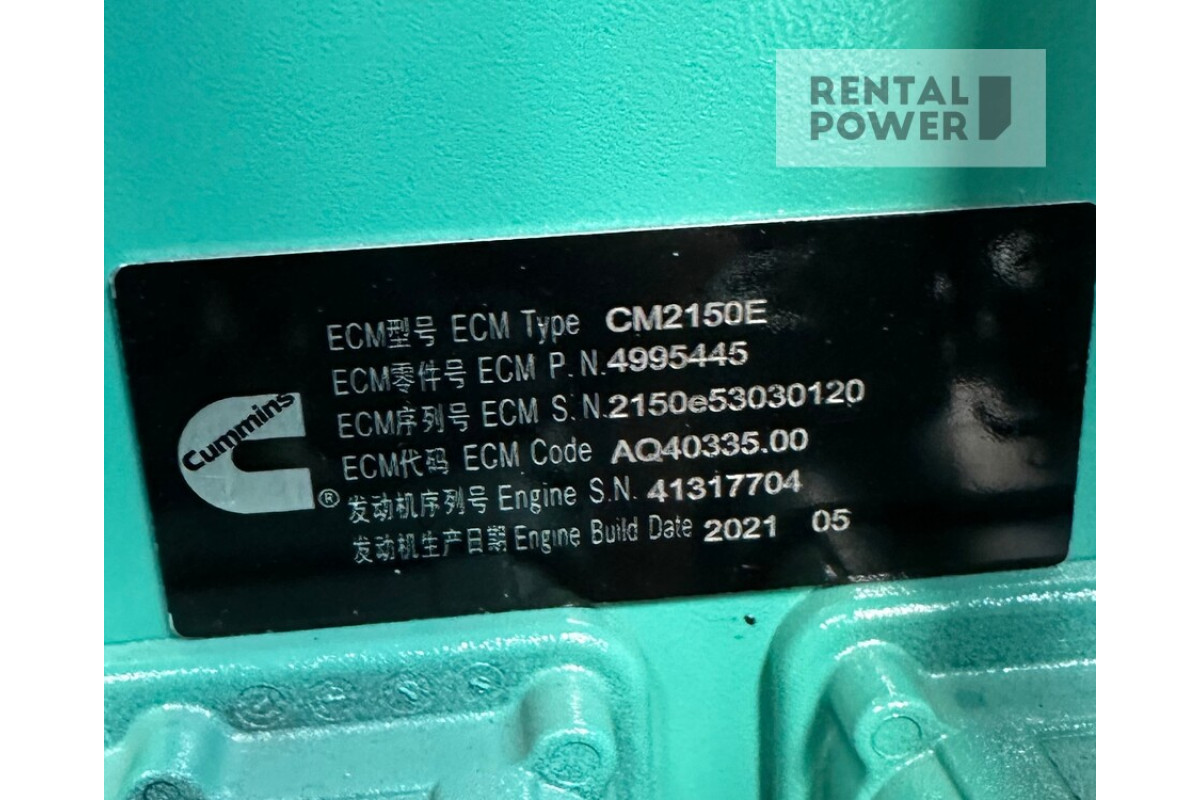 RENTAL
POWER
ECM型号 ECM Type CM2150E
ECM零件号 ECM P.N.4995445
ECM序列号 ECM S.N.2150e53030120
ECM代码 ECM Code AQ40335.00
发动机序列号 Engine S.N. 41317704
发动机生产日期 Engine Build Date 2021 05
Cummins
®